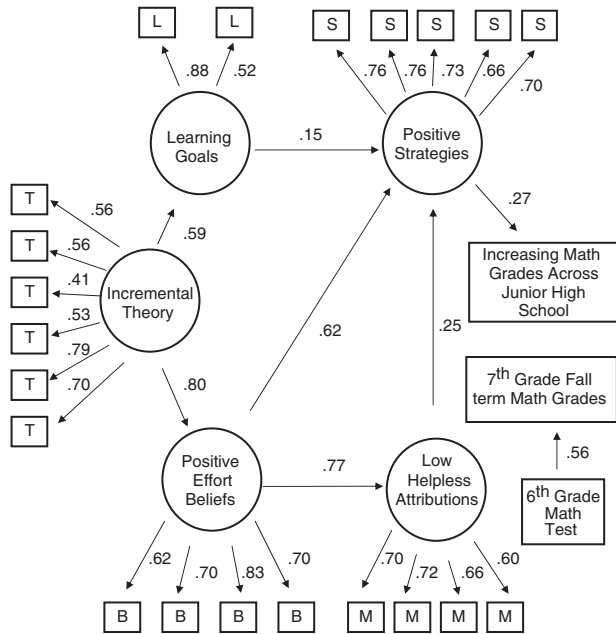 L L
S S S S S
.88 .52
.76 .76 .73 .66 .70
Learning
Goals
.15
Positive
Strategies
T
T
T
T
T
T
.56
.56
.41
.53
.79
.70
.59
Incremental
Theory
.27
Increasing Math
Grades Across
Junior High
School
.62
.25
.80
7th Grade Fall
term Math Grades
.56
6th Grade
Math
Test
Positive
Effort
Beliefs
.77
Low
Helpless
Attributions
.62 .70 .83 .70
.70 .72 .66 .60
B B B B
M M M M